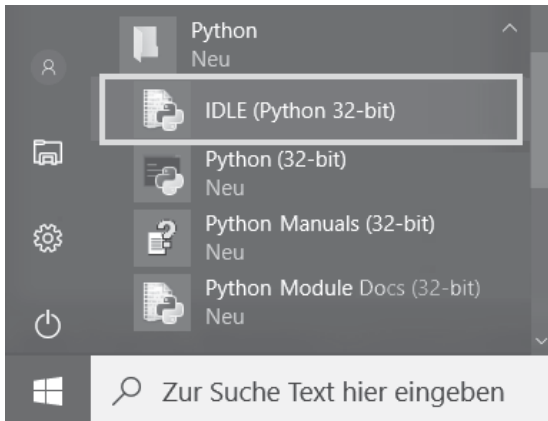 Python
Neu
IDLE (Python 32-bit)
Python (32-bit)
Neu
Python Manuals (32-bit)
Neu
Python Module Docs (32-bit)
Neu
Zur Suche Text hier eingeben